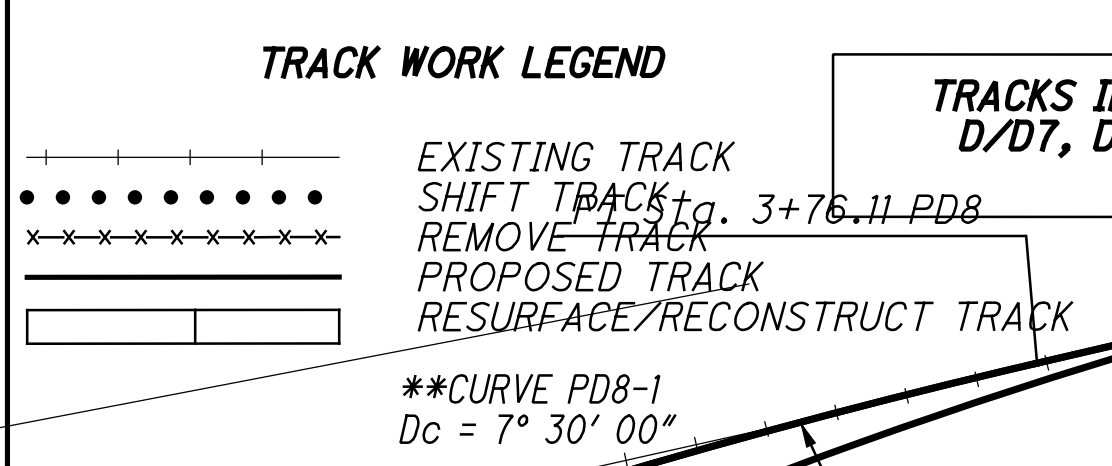 TRACK WORK LEGEND
TRACKS
D/D7,
EXISTING TRACK
SHIFT TRACK
PT Sta. 3+76.11 PD8
REMOVE TRACK
PROPOSED TRACK
RESURFACE/RECONSTRUCT TRACK
**CURVE PD8-1
Dc = 7° 30' 00"